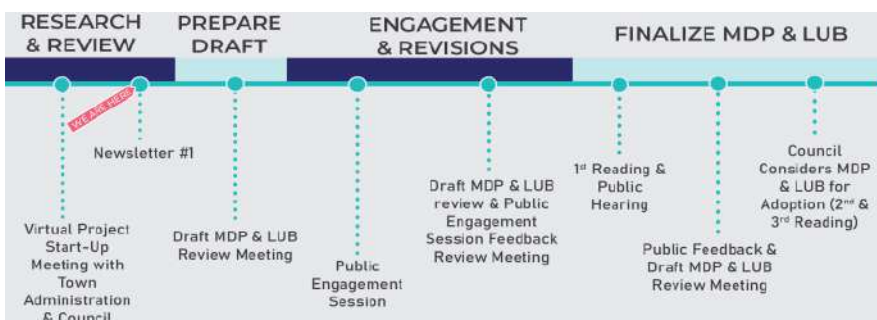 RESEARCH
& REVIEW
PREPARE
DRAFT
ENGAGEMENT
& REVISIONS
FINALIZE MDP & LUB
WE ARE HERE
Virtual Project
Start-Up
Meeting with
Town
Administration
& Council
Newsletter #1
Draft MDP & LUB
Review Meeting
Public
Engagement
Session
Draft MDP & LUB
review & Public
Engagement
Session Feedback
Review Meeting
1st Reading &
Public
Hearing
Public Feedback &
Draft MDP & LUB
Review Meeting
Council
Considers MDP
& LUB for
Adoption (2nd &
3rd Reading)